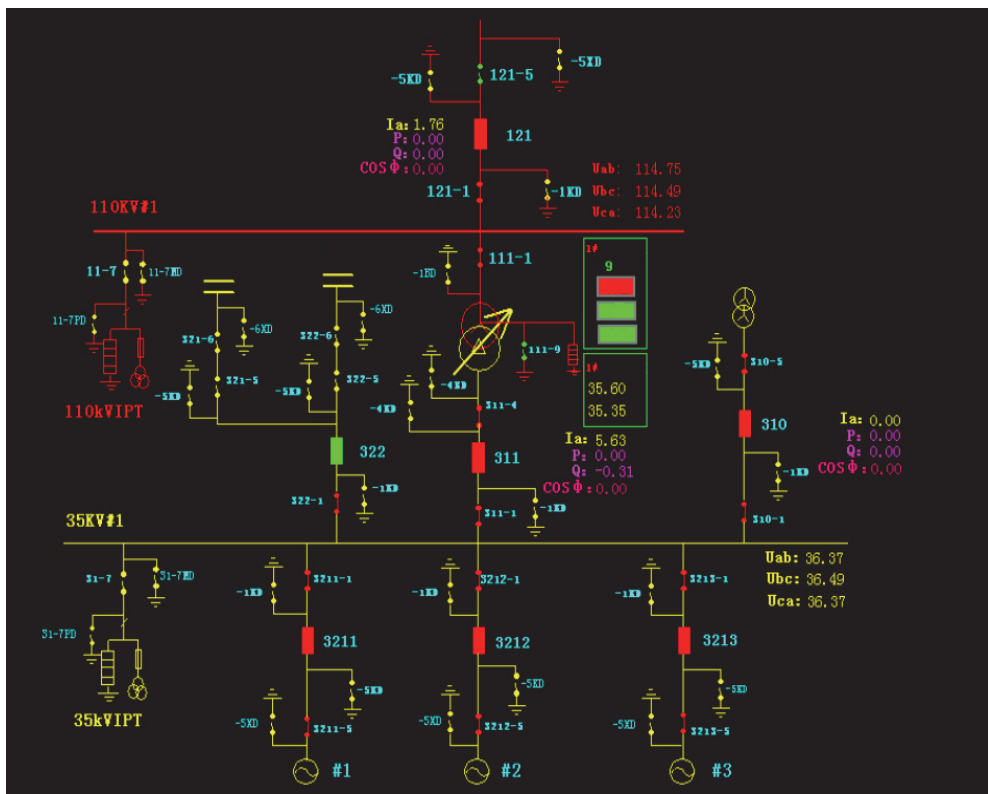 -5KD
121-5
-5XD
Ia: 1.76
P: 0.00
Q: 0.00
COSΦ:0.00
121
121-1
-1KD
Uab: 114.75
Ubc: 114.49
Uca: 114.23
110KV#1
11-7
11-7MD
111-1
-1BD
1#
9
11-7PD
321-6
-6XD
322-6
-6XD
111-9
310-5
-5KD
-5KD
321-5
-5KD
322-5
-4KD
311-4
-4KD
1#
35.60
35.35
110kVIPT
322
311
Ia: 5.63
P: 0.00
Q: -0.31
COSΦ:0.00
310
Ia: 0.00
P: 0.00
Q: 0.00
COSΦ:0.00
-1KD
322-1
-1KD
311-1
-1KD
310-1
35KV#1
31-7
31-7MD
3211-1
-1KD
3212-1
-1KD
3213-1
-1KD
Uab: 36.37
Ubc: 36.49
Uca: 36.37
31-7PD
3211
3212
3213
-5KD
-5KD
-5KD
35kVIPT
-5XD
3211-5
-5XD
3212-5
-5XD
3213-5
#1
#2
#3